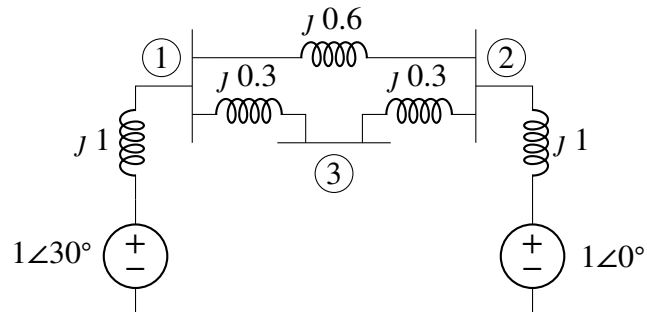 ȷ 0.6
① ②
ȷ 0.3 ȷ 0.3
ȷ 1 ȷ 1
③
1∠30° + − + − 1∠0°